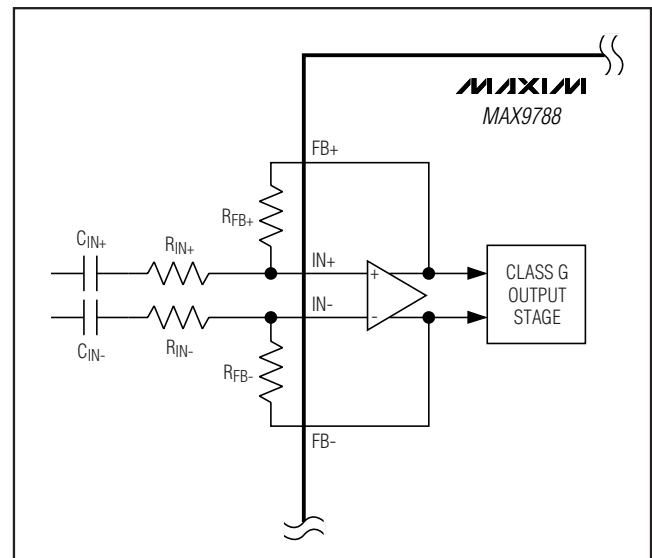 MAXIM
MAX9788
FB+
RFB+
CIN+
RIN+
IN+
+
CLASS G
OUTPUT
STAGE
IN-
-
CIN-
RIN-
RFB-
FB-